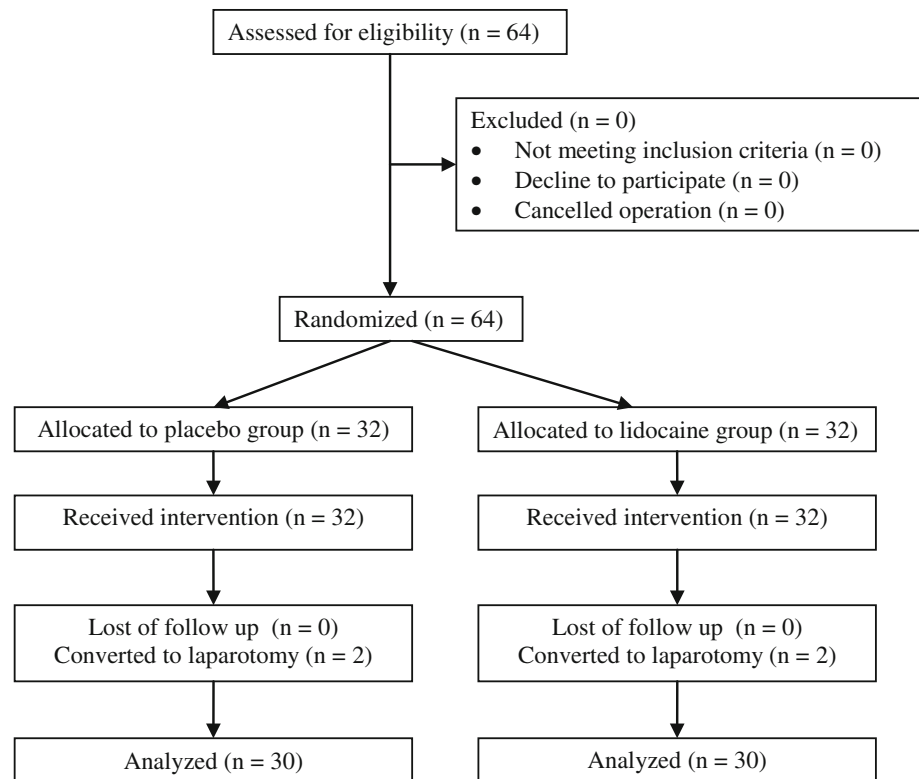 Assessed for eligibility (n = 64)
Excluded (n = 0)
• Not meeting inclusion criteria (n = 0)
• Decline to participate (n = 0)
• Cancelled operation (n = 0)
Randomized (n = 64)
Allocated to placebo group (n = 32)
Allocated to lidocaine group (n = 32)
Received intervention (n = 32)
Received intervention (n = 32)
Lost of follow up (n = 0)
Converted to laparotomy (n = 2)
Lost of follow up (n = 0)
Converted to laparotomy (n = 2)
Analyzed (n = 30)
Analyzed (n = 30)